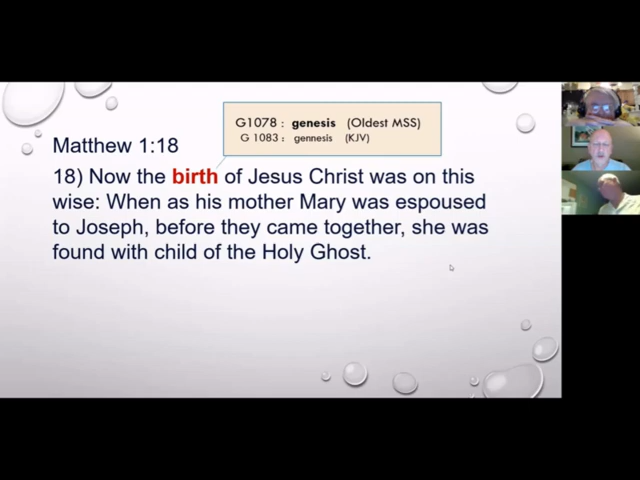 G1078 : genesis (Oldest MSS)
G 1083 : gennesis (KJV)
Matthew 1:18
18) Now the birth of Jesus Christ was on this
wise: When as his mother Mary was espoused
to Joseph, before they came together, she was
found with child of the Holy Ghost.